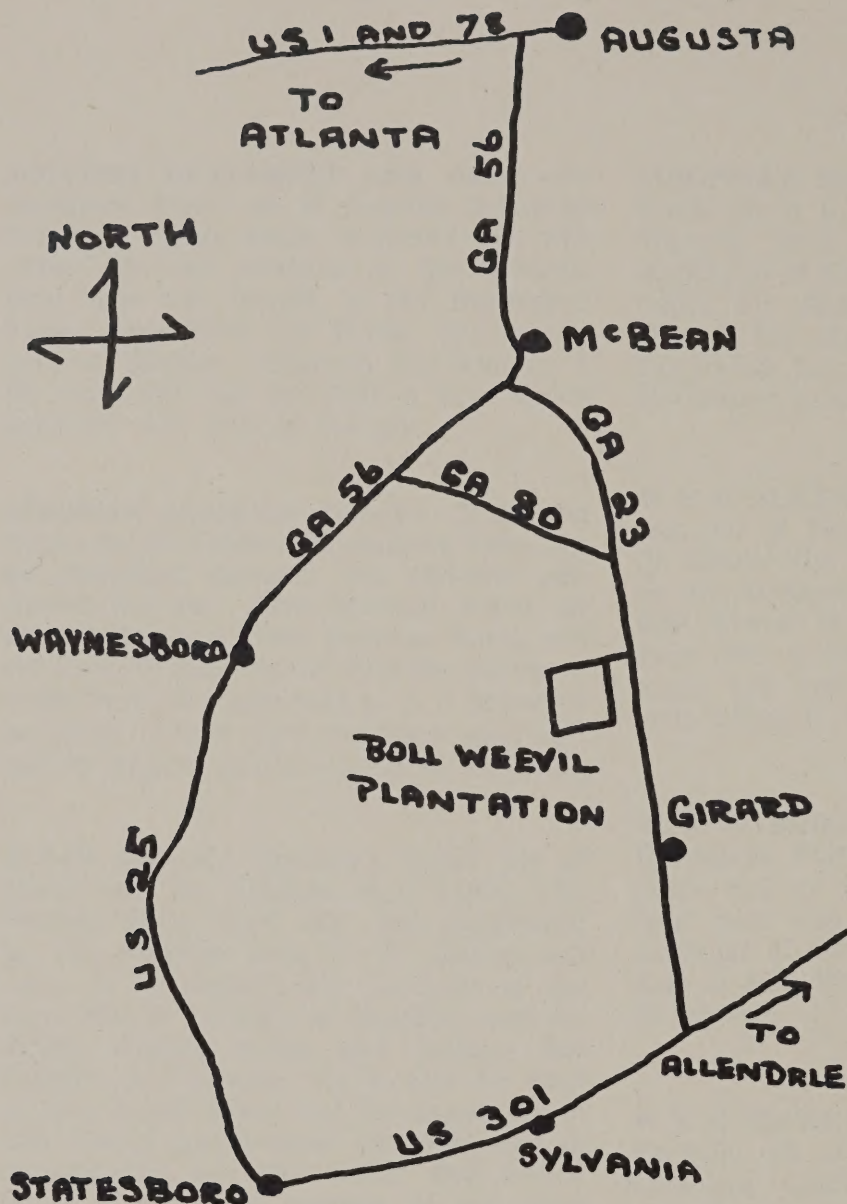 US 1 AND 78
AUGUSTA
TO
ATLANTA
GA 56
NORTH
McBEAN
GA 23
GA 56
GA 80
WAYNESBORO
BOLL WEEVIL
PLANTATION
GIRARD
US 25
TO
ALLENDALE
US 301
SYLVANIA
STATESBORO